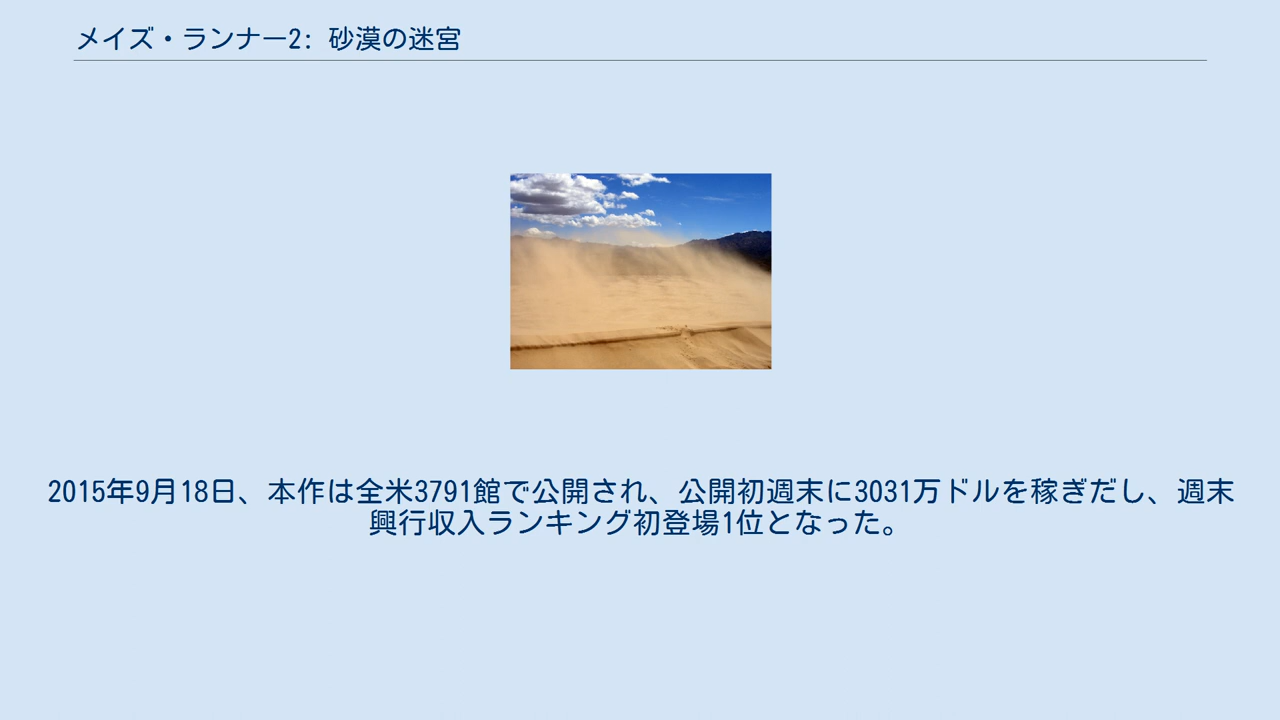 メイズ・ランナー2: 砂漠の迷宮
2015年9月18日、本作は全米3791館で公開され、公開初週末に3031万ドルを稼ぎだし、週末
興行収入ランキング初登場1位となった。